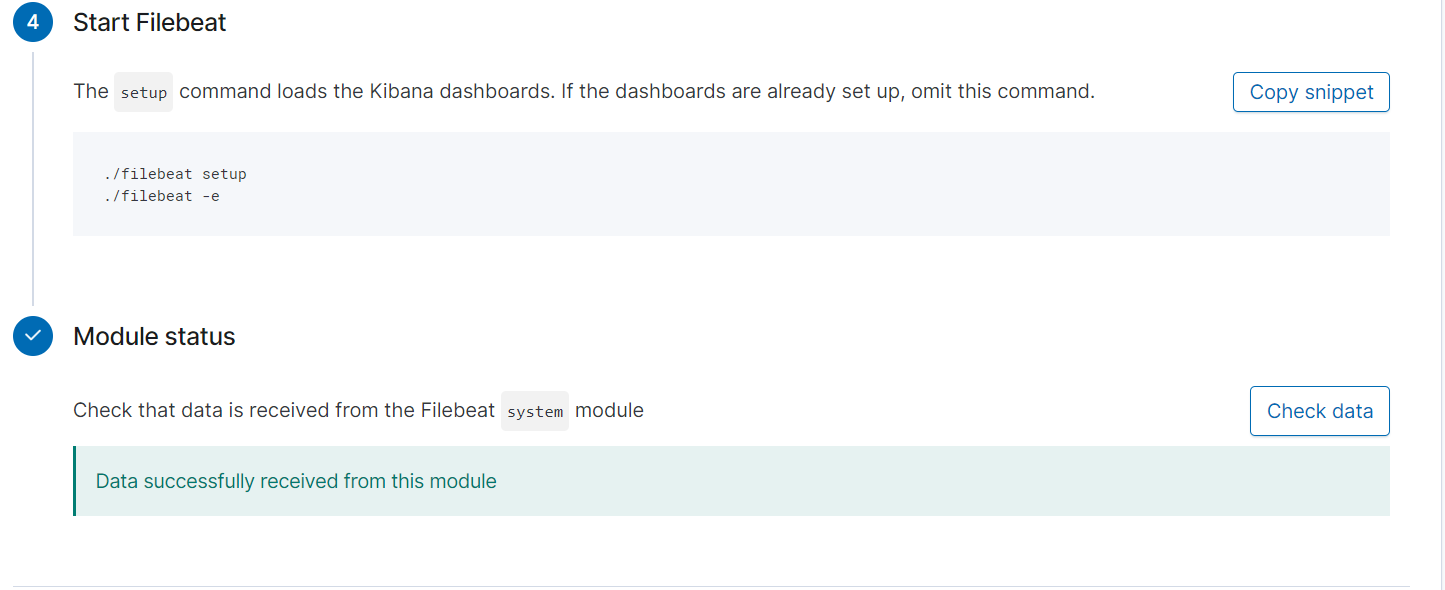 4 Start Filebeat
The setup command loads the Kibana dashboards. If the dashboards are already set up, omit this command.
Copy snippet
./filebeat setup
./filebeat -e
Module status
Check that data is received from the Filebeat system module
Check data
Data successfully received from this module